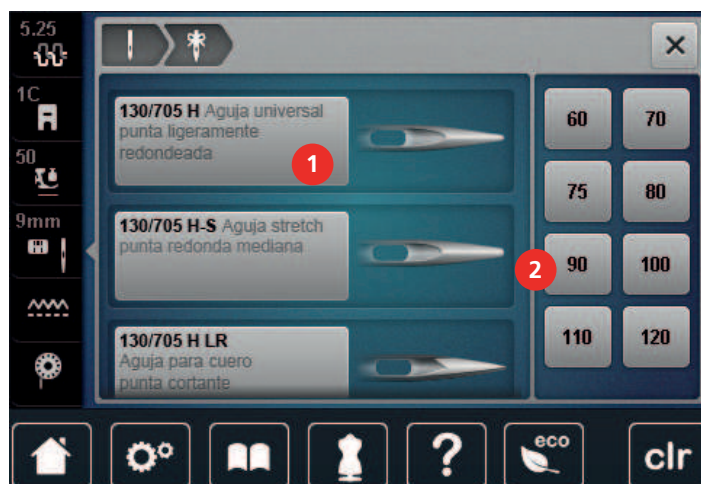 5.25
1C
50
9mm
130/705 H Aguja universal
punta ligeramente
redondeada
1
130/705 H-S Aguja stretch
punta redonda mediana
130/705 H LR
Aguja para cuero
punta cortante
2
60 70
75 80
90 100
110 120
?
eco
clr